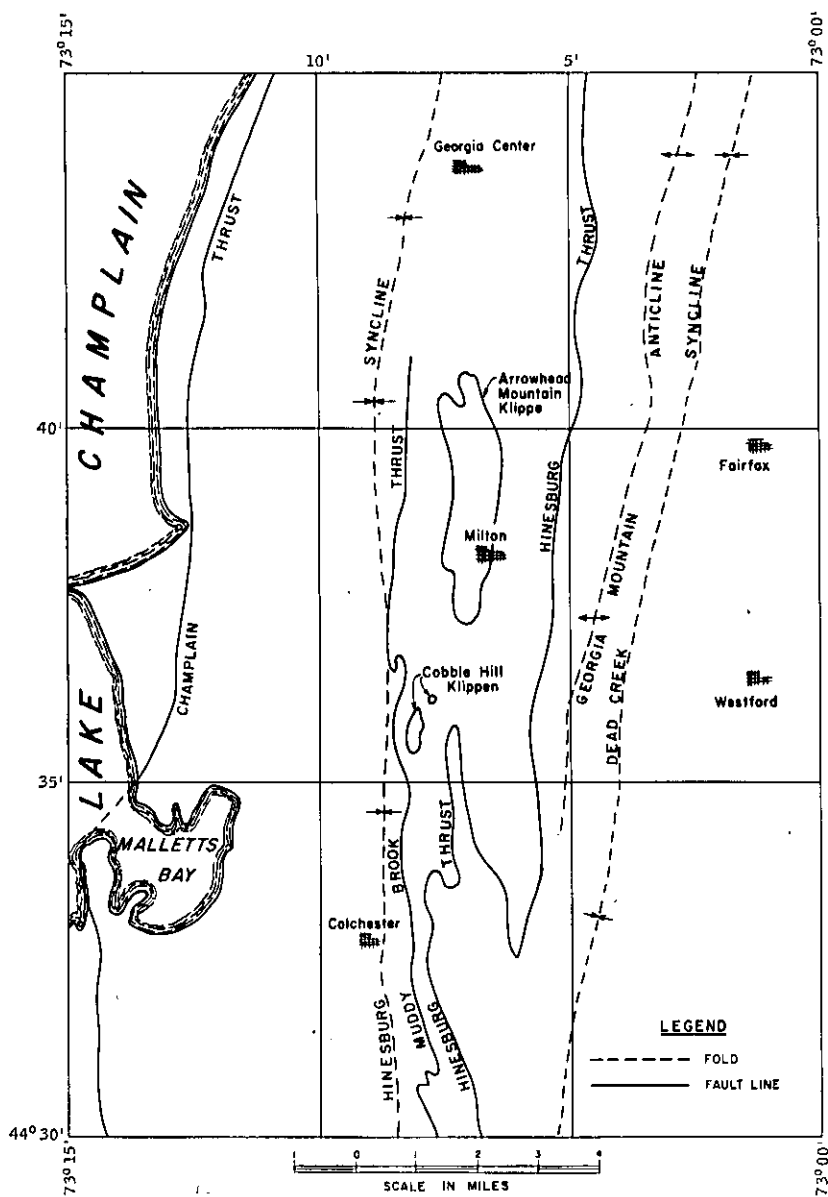 73° 15'
10'
5'
73° 00'
Georgia Center
LAKE CHAMPLAIN
THRUST
THRUST
ANTICLINE
SYNCLINE
SYNCLINE
Arrowhead
Mountain
Klippe
40'
THRUST
HINESBURG
Fairfax
Milton
MOUNTAIN
GEORGIA
CHAMPLAIN
Cobble Hill
Klippen
Westford
DEAD CREEK
35'
THRUST
MALLETTS
BAY
BROOK
Colchester
MUDDY
HINESBURG
HINESBURG
LEGEND
FOLD
FAULT LINE
44° 30'
73° 15'
73° 00'
1 0 1 2 3 4
SCALE IN MILES